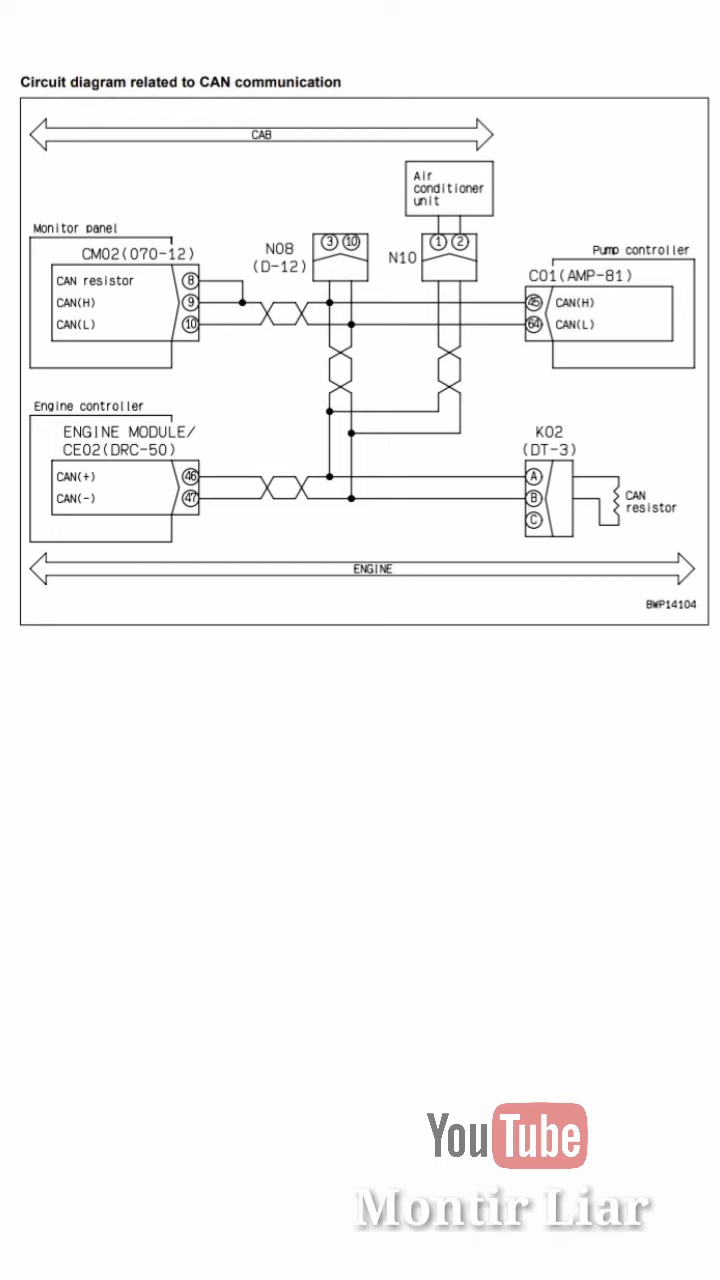 Circuit diagram related to CAN communication
CAB
Air
conditioner
unit
Monitor panel
CM02(070-12)
CAN resistor
8
CAN(H)
9
CAN(L)
10
N08
(D-12)
3 10
N10
1 2
Pump controller
C01(AMP-81)
45
CAN(H)
64
CAN(L)
Engine controller
ENGINE MODULE/
CE02(DRC-50)
CAN(+)
46
CAN(-)
47
K02
(DT-3)
A
B
C
CAN
resistor
ENGINE
BWP14104
YouTube
Montir Liar